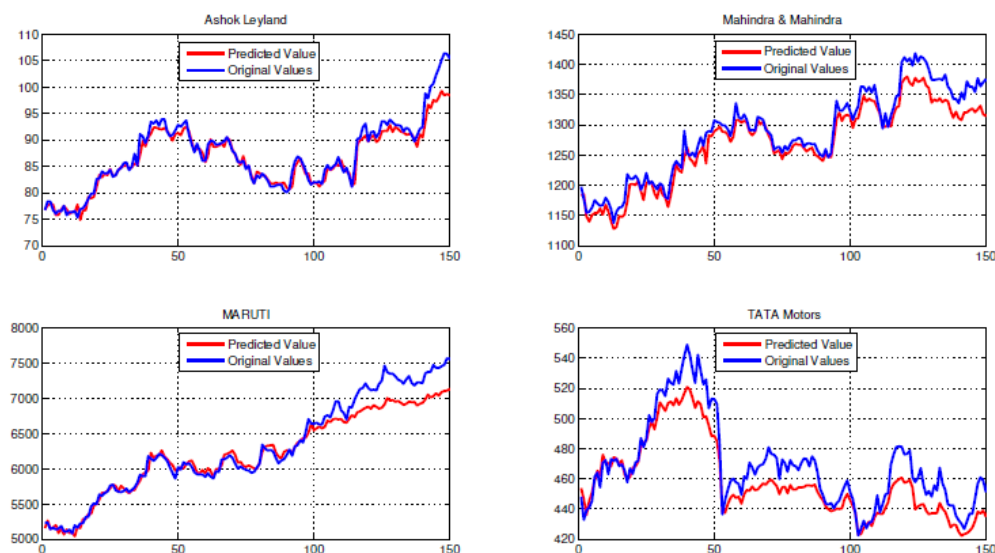 Ashok Leyland
110
105
100
95
90
85
80
75
70
0 50 100 150
Predicted Value
Original Values
Mahindra & Mahindra
1450
1400
1350
1300
1250
1200
1150
1100
0 50 100 150
Predicted Value
Original Values
MARUTI
8000
7500
7000
6500
6000
5500
5000
0 50 100 150
Predicted Value
Original Values
TATA Motors
560
540
520
500
480
460
440
420
0 50 100 150
Predicted Value
Original Values